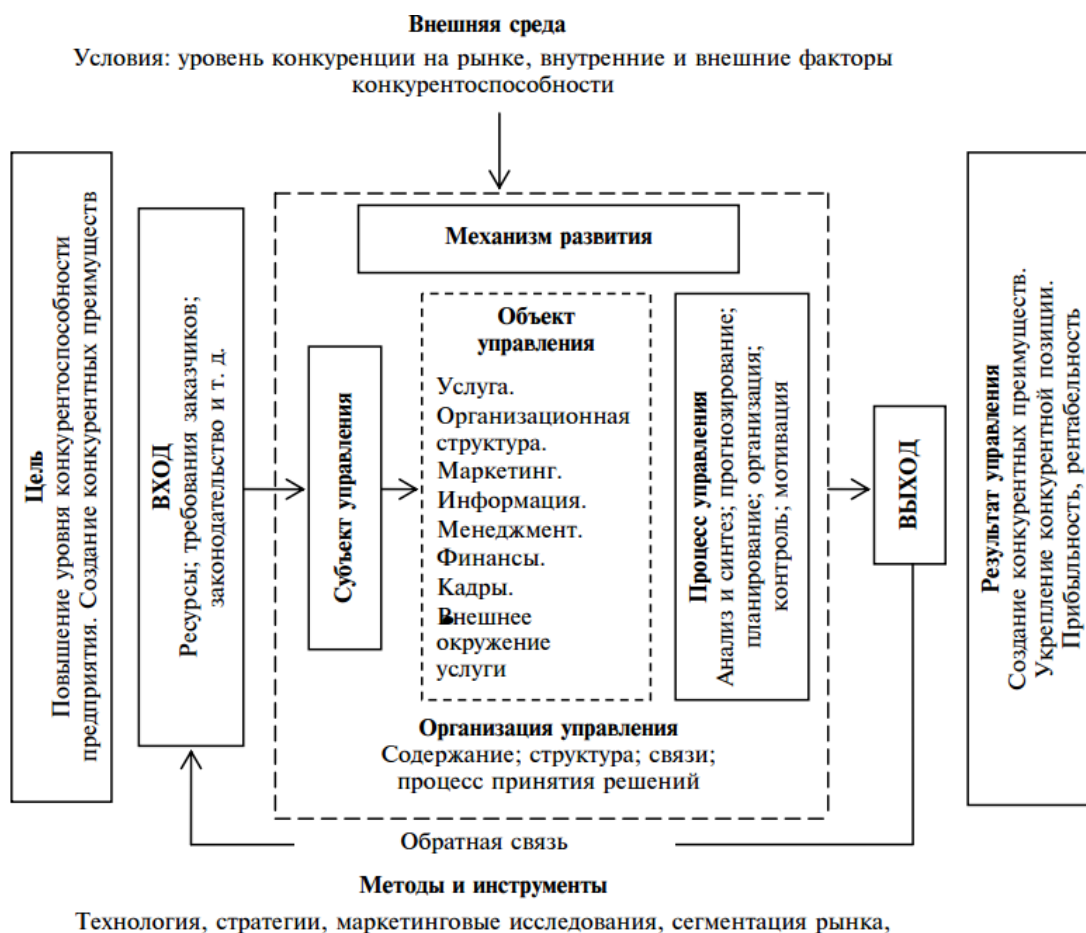 Внешняя среда
Условия: уровень конкуренции на рынке, внутренние и внешние факторы
конкурентоспособности
Цель
Повышение уровня конкурентоспособности
предприятия. Создание конкурентных преимуществ
ВХОД
Ресурсы; требования заказчиков;
законодательство и т. д.
Механизм развития
Субъект управления
Объект
управления
Услуга.
Организационная
структура.
Маркетинг.
Информация.
Менеджмент.
Финансы.
Кадры.
Внешнее
окружение
услуги
Процесс управления
Анализ и синтез; прогнозирование;
планирование; организация;
контроль; мотивация
Организация управления
Содержание; структура; связи;
процесс принятия решений
ВЫХОД
Результат управления
Создание конкурентных преимуществ.
Укрепление конкурентной позиции.
Прибыльность, рентабельность
Обратная связь
Методы и инструменты
Технология, стратегии, маркетинговые исследования, сегментация рынка,